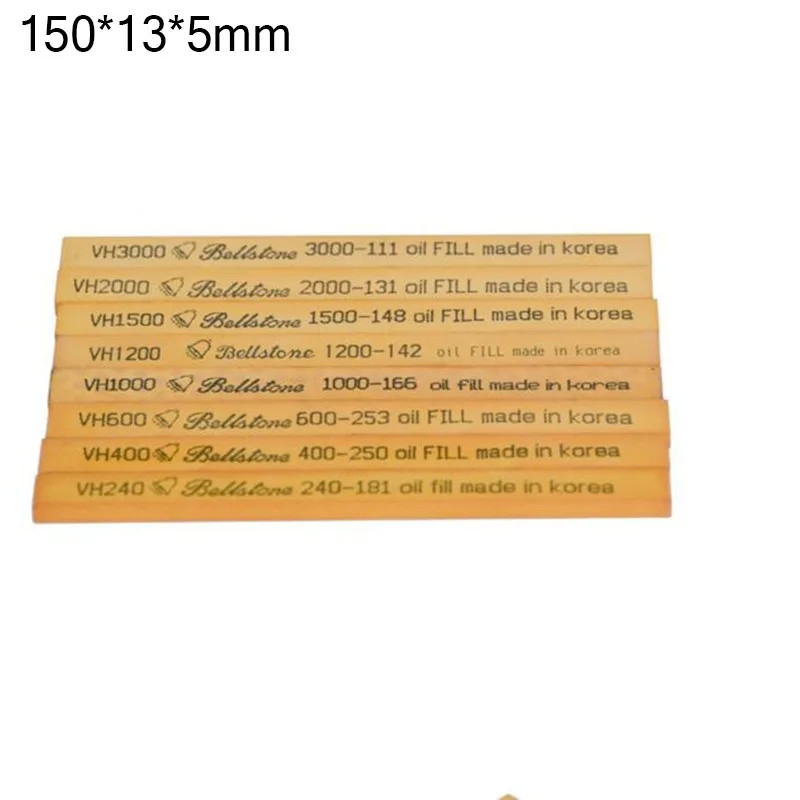 150*13*5mm
VH3000 Bellstone 3000-111 oil FILL made in korea
VH2000 Bellstone 2000-131 oil FILL made in korea
VH1500 Bellstone 1500-148 oil FILL made in korea
VH1200 Bellstone 1200-142 oil FILL made in korea
VH1000 Bellstone 1000-166 oil fill made in korea
VH600 Bellstone 600-253 oil FILL made in korea
VH400 Bellstone 400-250 oil FILL made in korea
VH240 Bellstone 240-181 oil fill made in korea